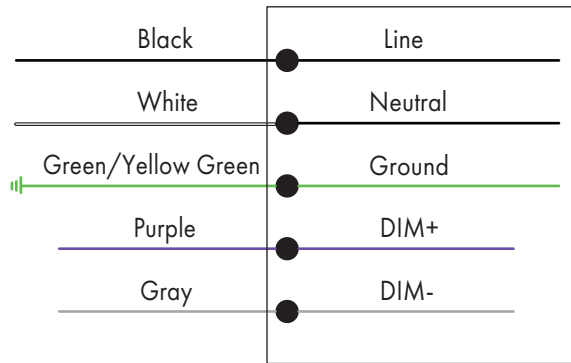 Black Line
White Neutral
Green/Yellow Green Ground
Purple DIM+
Gray DIM-